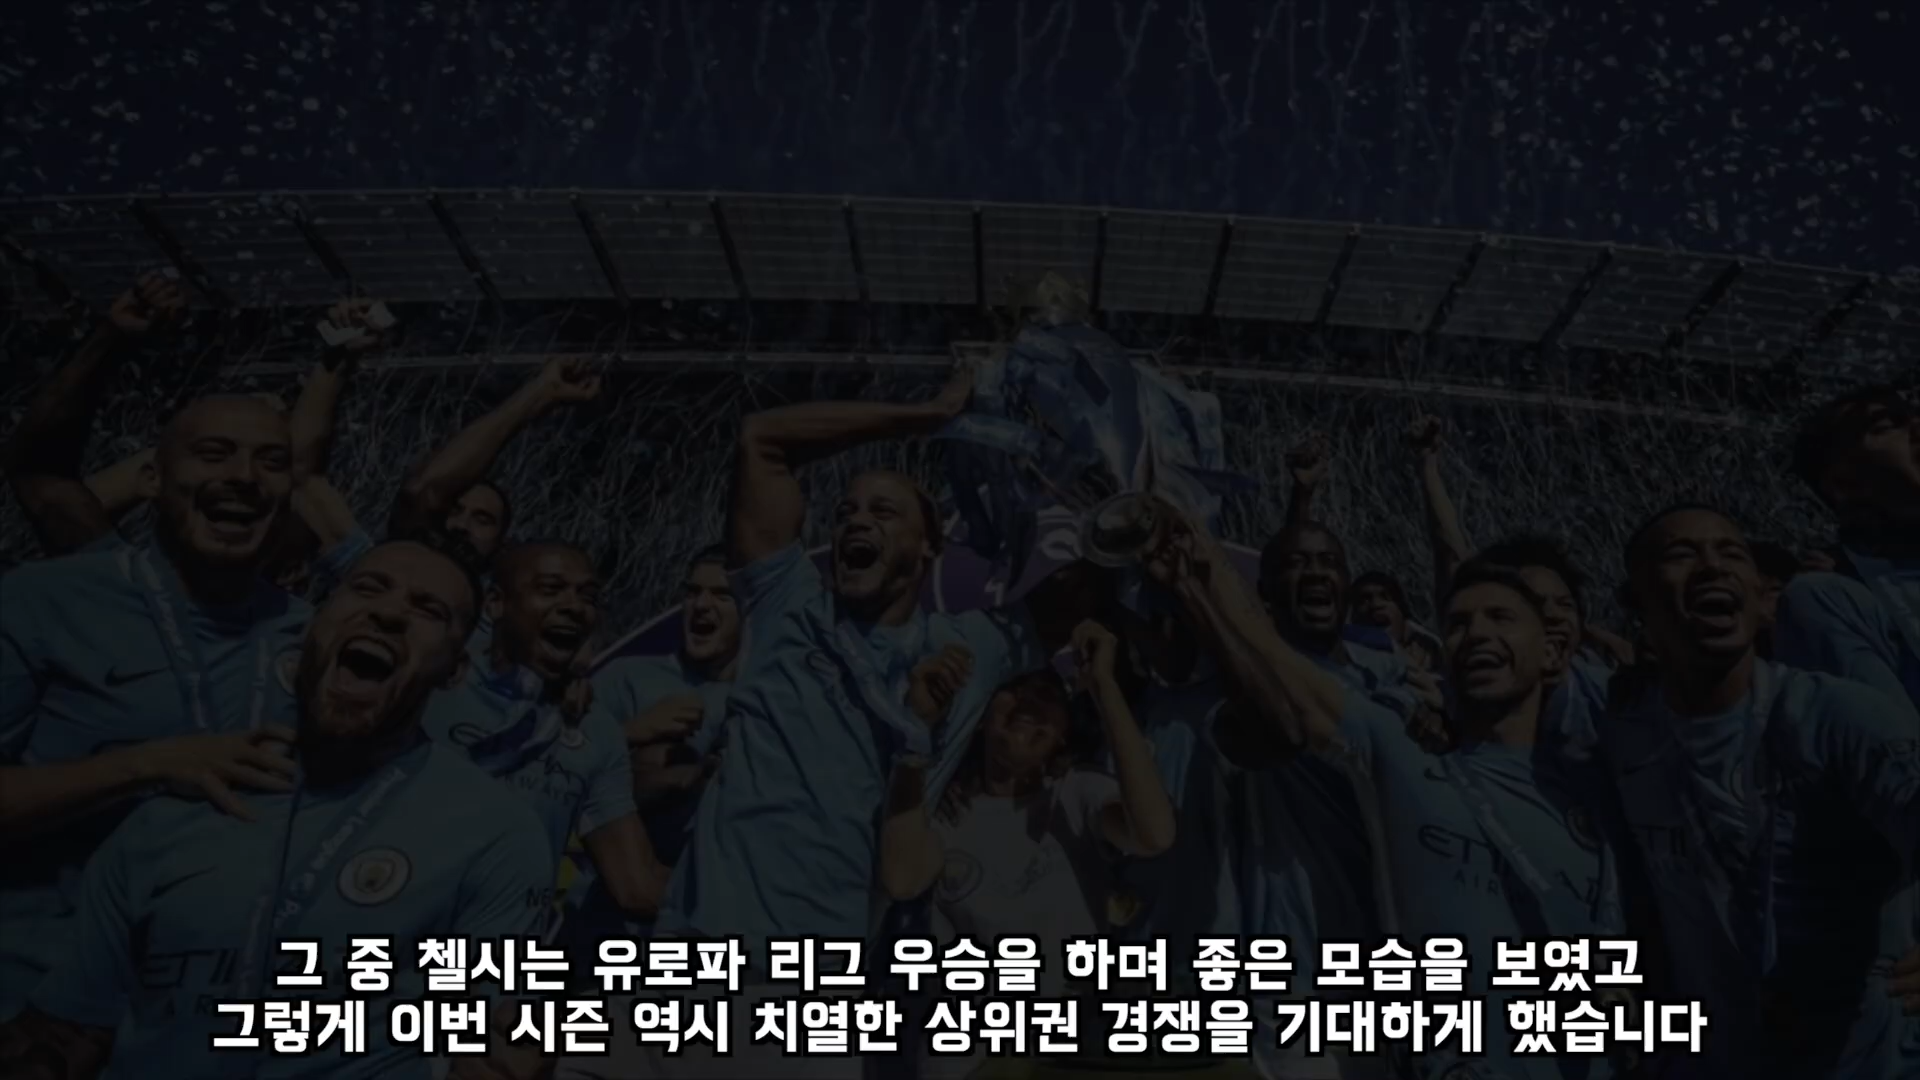 그 중 첼시는 유로파 리그 우승을 하며 좋은 모습을 보였고
그렇게 이번 시즌 역시 치열한 상위권 경쟁을 기대하게 했습니다